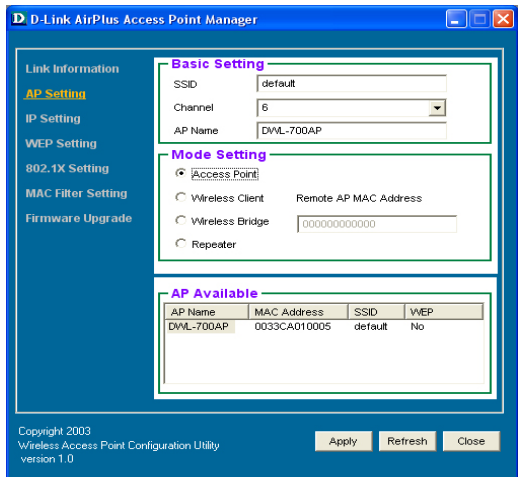 D-Link AirPlus Access Point Manager
Link Information
AP Setting
IP Setting
WEP Setting
802.1X Setting
MAC Filter Setting
Firmware Upgrade
Basic Setting
SSID default
Channel 6
AP Name DWL-700AP
Mode Setting
Access Point
Wireless Client Remote AP MAC Address
Wireless Bridge 000000000000
Repeater
AP Available
AP Name MAC Address SSID WEP
DWL-700AP 0033CA010005 default No
Copyright 2003
Wireless Access Point Configuration Utility
version 1.0
Apply Refresh Close